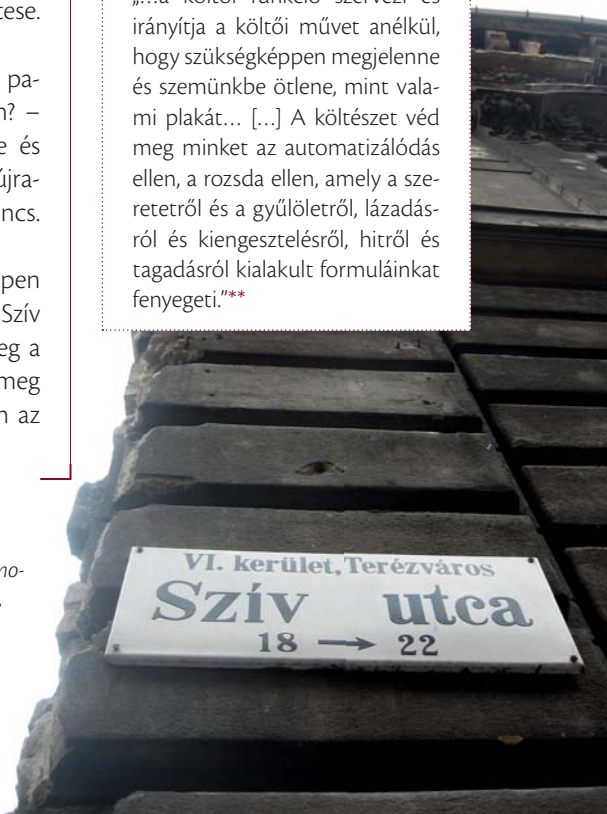 tese.
pa-
n? –
e és
újra-
ncs.
pen
Szív
eg a
meg
n az
no-
„…a költői funkció szervezi és
irányítja a költői művet anélkül,
hogy szükségképpen megjelenne
és szemünkbe ötlene, mint vala-
mi plakát… […] A költészet véd
meg minket az automatizálódás
ellen, a rozsda ellen, amely a sze-
retetről és a gyűlöletről, lázadás-
ról és kiengesztelésről, hitről és
tagadásról kialakult formuláinkat
fenyegeti.”**
VI. kerület, Terézváros
Szív utca
18 → 22